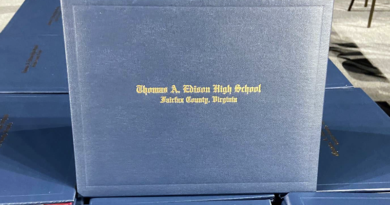 Thomas A. Edison High School
Fairfax County, Virginia